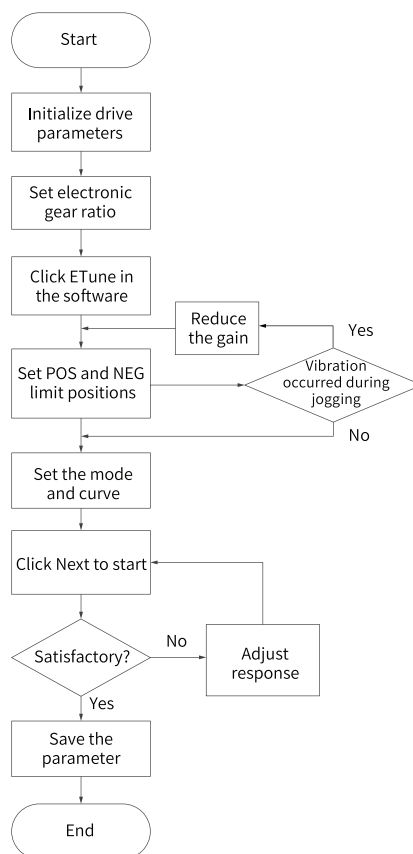 Start
Initialize drive
parameters
Set electronic
gear ratio
Click ETune in
the software
Reduce
the gain
Yes
Set POS and NEG
limit positions
Vibration
occurred during
jogging
No
Set the mode
and curve
Click Next to start
Satisfactory?
No
Adjust
response
Yes
Save the
parameter
End